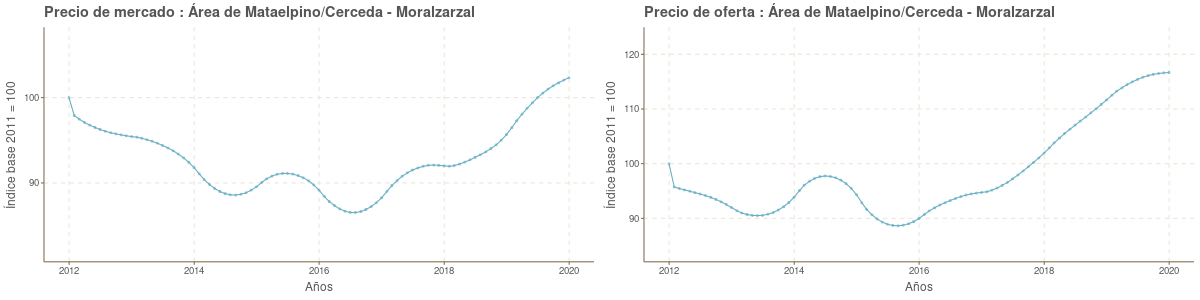 Precio de mercado : Área de Mataelpino/Cerceda - Moralzarzal
100
90
Índice base 2011 = 100
2012 2014 2016 2018 2020
Años
Precio de oferta : Área de Mataelpino/Cerceda - Moralzarzal
120
110
100
90
Índice base 2011 = 100
2012 2014 2016 2018 2020
Años